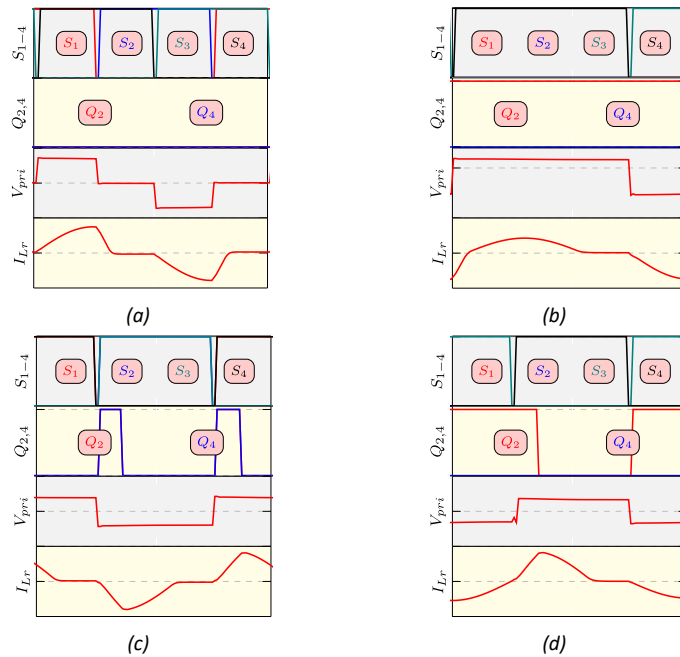 S1−4
S1 S2 S3 S4
Q2,4
Q2 Q4
Vpri
ILr
(a)
S1−4
S1 S2 S3 S4
Q2,4
Q2 Q4
Vpri
ILr
(b)
S1−4
S1 S2 S3 S4
Q2,4
Q2 Q4
Vpri
ILr
(c)
S1−4
S1 S2 S3 S4
Q2,4
Q2 Q4
Vpri
ILr
(d)